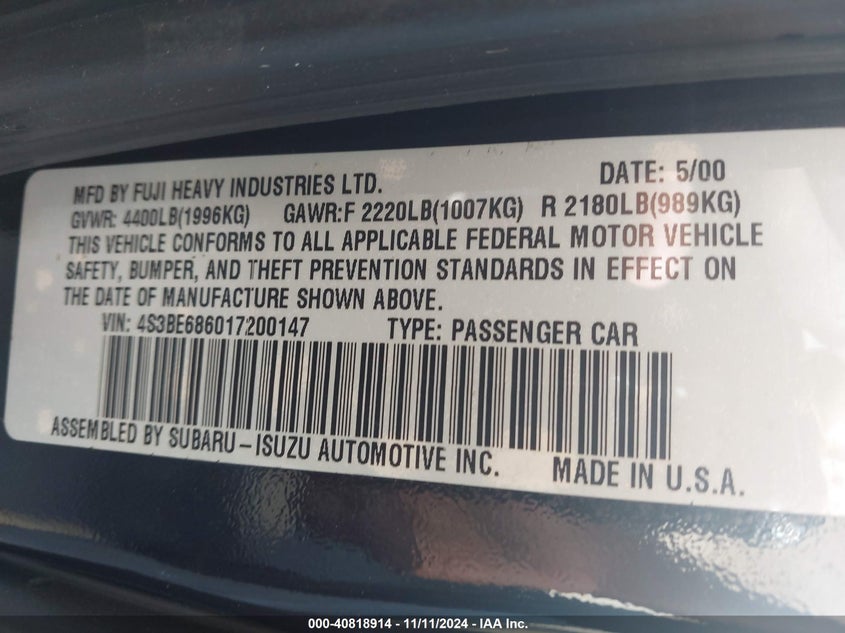 MFD BY FUJI HEAVY INDUSTRIES LTD. DATE: 5/00
GVWR: 4400LB(1996KG) GAWR:F 2220LB(1007KG) R 2180LB(989KG)
THIS VEHICLE CONFORMS TO ALL APPLICABLE FEDERAL MOTOR VEHICLE
SAFETY, BUMPER, AND THEFT PREVENTION STANDARDS IN EFFECT ON
THE DATE OF MANUFACTURE SHOWN ABOVE.
VIN: 4S3BE686017200147 TYPE: PASSENGER CAR
ASSEMBLED BY SUBARU-ISUZU AUTOMOTIVE INC. MADE IN U.S.A.
000-40818914 - 11/11/2024 - IAA Inc.